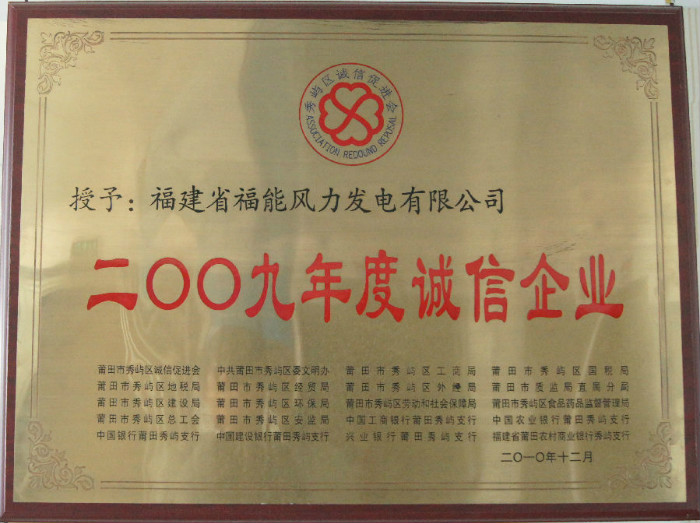 秀屿区诚信促进会
ASSOCIATION REDOUND REPUSAL
授予：福建省福能风力发电有限公司
二〇〇九年度诚信企业
莆田市秀屿区诚信促进会 中共莆田市秀屿区委文明办 莆田市秀屿区工商局 莆田市秀屿区国税局
莆田市秀屿区地税局 莆田市秀屿区经贸局 莆田市秀屿区外经局 莆田市质监局直属分局
莆田市秀屿区建设局 莆田市秀屿区环保局 莆田市秀屿区劳动和社会保障局 莆田市秀屿区食品药品监督管理局
莆田市秀屿区总工会 莆田市秀屿区安监局 中国工商银行莆田秀屿支行 中国农业银行莆田秀屿支行
中国银行莆田秀屿支行 中国建设银行莆田秀屿支行 兴业银行莆田秀屿支行 福建省莆田农村商业银行秀屿支行
二〇一〇年十二月